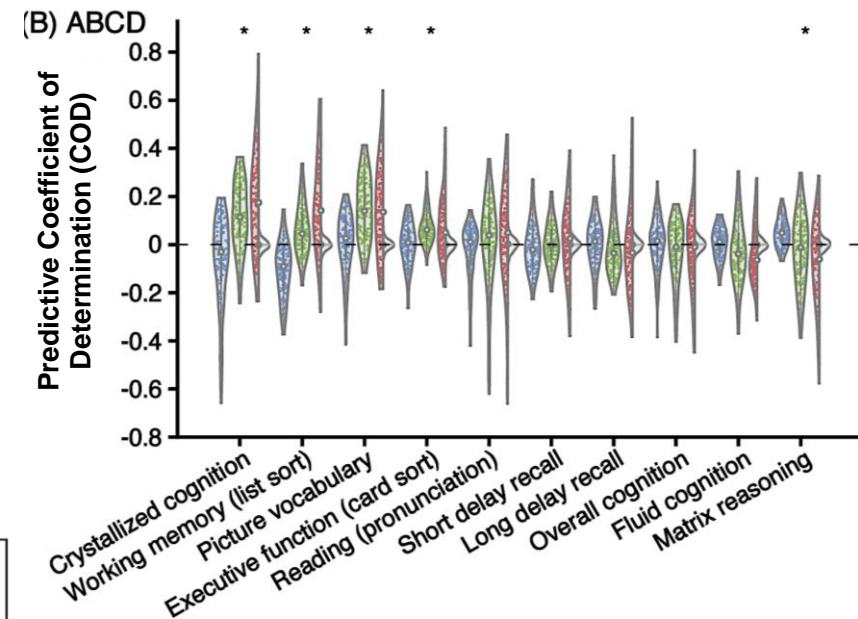 (B) ABCD
* * * * *
Predictive Coefficient of
Determination (COD)
0.8
0.6
0.4
0.2
0
-0.2
-0.4
-0.6
-0.8
Crystallized cognition
Working memory (list sort)
Picture vocabulary
Executive function (card sort)
Reading (pronunciation)
Short delay recall
Long delay recall
Overall cognition
Fluid cognition
Matrix reasoning